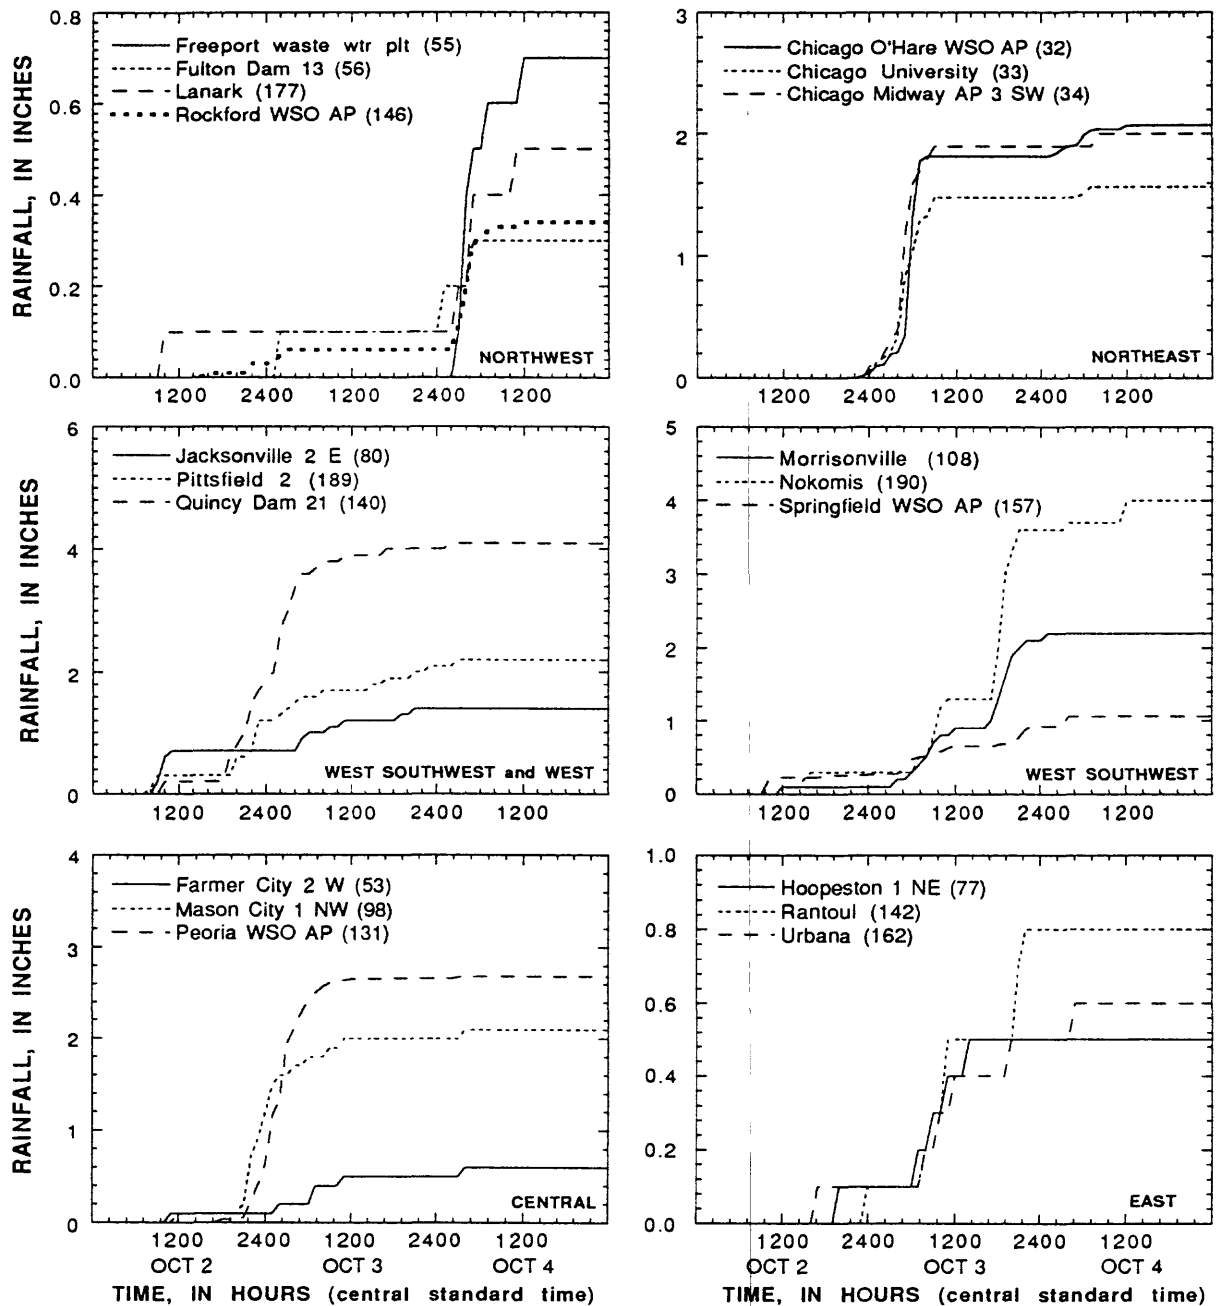 RAINFALL, IN INCHES
0.8
0.6
0.4
0.2
0.0
Freeport waste wtr plt (55)
Fulton Dam 13 (56)
Lanark (177)
Rockford WSO AP (146)
NORTHWEST
1200 2400 1200 2400 1200
3
2
1
0
Chicago O'Hare WSO AP (32)
Chicago University (33)
Chicago Midway AP 3 SW (34)
NORTHEAST
1200 2400 1200 2400 1200
RAINFALL, IN INCHES
6
4
2
0
Jacksonville 2 E (80)
Pittsfield 2 (189)
Quincy Dam 21 (140)
WEST SOUTHWEST and WEST
1200 2400 1200 2400 1200
5
4
3
2
1
0
Morrisonville (108)
Nokomis (190)
Springfield WSO AP (157)
WEST SOUTHWEST
1200 2400 1200 2400 1200
RAINFALL, IN INCHES
4
3
2
1
0
Farmer City 2 W (53)
Mason City 1 NW (98)
Peoria WSO AP (131)
CENTRAL
1200 2400 1200 2400 1200
OCT 2 OCT 3 OCT 4
TIME, IN HOURS (central standard time)
1.0
0.8
0.6
0.4
0.2
0.0
Hoopeston 1 NE (77)
Rantoul (142)
Urbana (162)
EAST
1200 2400 1200 2400 1200
OCT 2 OCT 3 OCT 4
TIME, IN HOURS (central standard time)